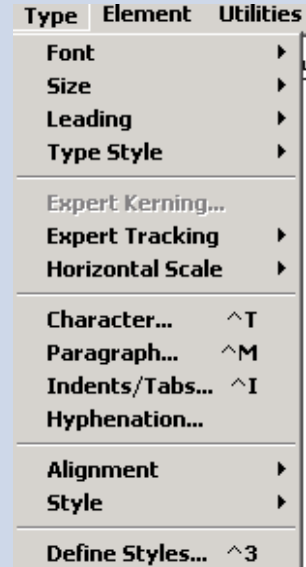 Type Element Utilities
Font
Size
Leading
Type Style
Expert Kerning...
Expert Tracking
Horizontal Scale
Character... ^T
Paragraph... ^M
Indents/Tabs... ^I
Hyphenation...
Alignment
Style
Define Styles... ^3